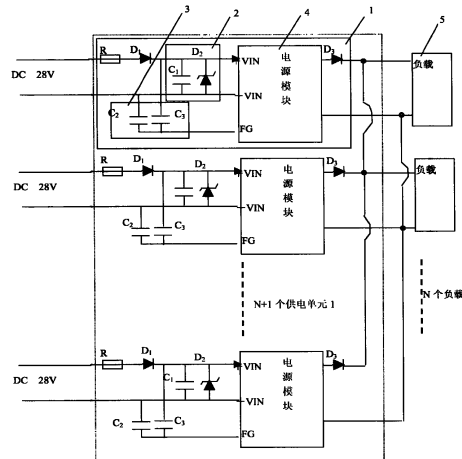 3 2 4 1 5
R D₁ D₂ D₃
DC 28V
C₁ VIN 电源模块 负载
VIN
C₂ C₃ FG
R D₁ D₂ D₃
DC 28V
VIN 电源模块 负载
VIN
C₂ C₃ FG
N+1 个供电单元 1
N 个负载
R D₁ D₂ D₃
DC 28V
C₁ VIN 电源模块
VIN
C₂ C₃ FG